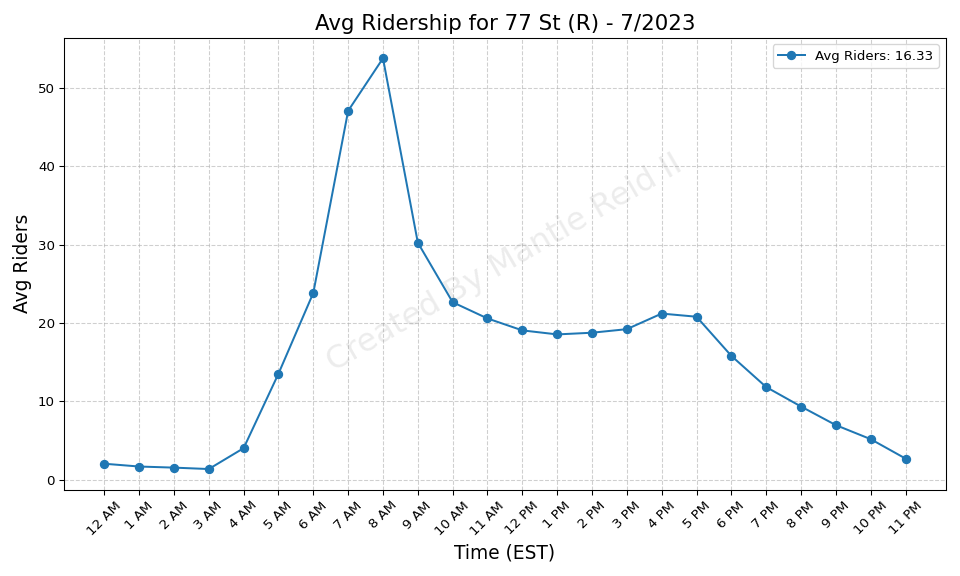 Avg Ridership for 77 St (R) - 7/2023
Avg Riders: 16.33
Avg Riders
50
40
30
20
10
0
Created By Mantle Reid II
12 AM
1 AM
2 AM
3 AM
4 AM
5 AM
6 AM
7 AM
8 AM
9 AM
10 AM
11 AM
12 PM
1 PM
2 PM
3 PM
4 PM
5 PM
6 PM
7 PM
8 PM
9 PM
10 PM
11 PM
Time (EST)